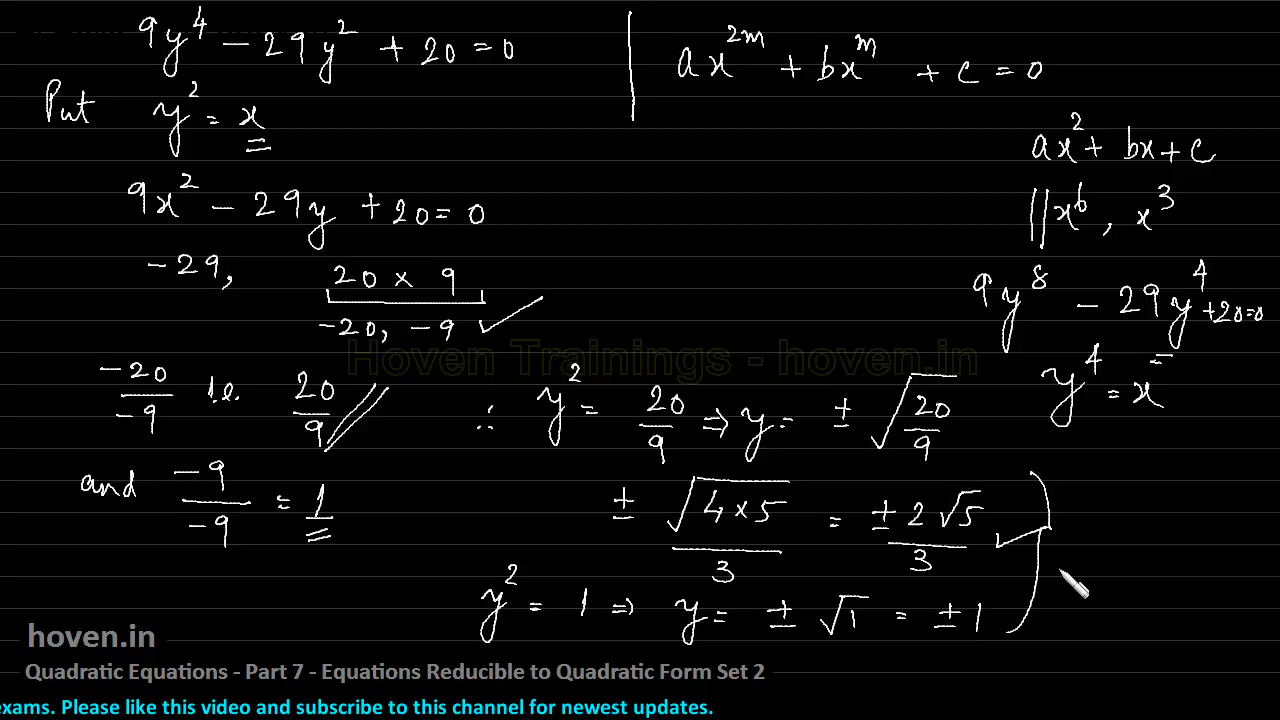 9y⁴ - 29y² + 20 = 0
Put y² = x
9x² - 29y + 20 = 0
-29, 20 × 9
-20, -9
-20/-9 i.e. 20/9
and -9/-9 = 1
∴ y² = 20/9 ⇒ y = ± √(20/9)
± √(4×5)/3 = ± 2√5/3
y² = 1 ⇒ y = ± √1 = ± 1
ax^2m + bx^m + c = 0
ax² + bx + c
||x⁶, x³
9y⁸ - 29y⁴ +20=0
y⁴ = x
Hoven Trainings - hoven.in
hoven.in
Quadratic Equations - Part 7 - Equations Reducible to Quadratic Form Set 2
exams. Please like this video and subscribe to this channel for newest updates.